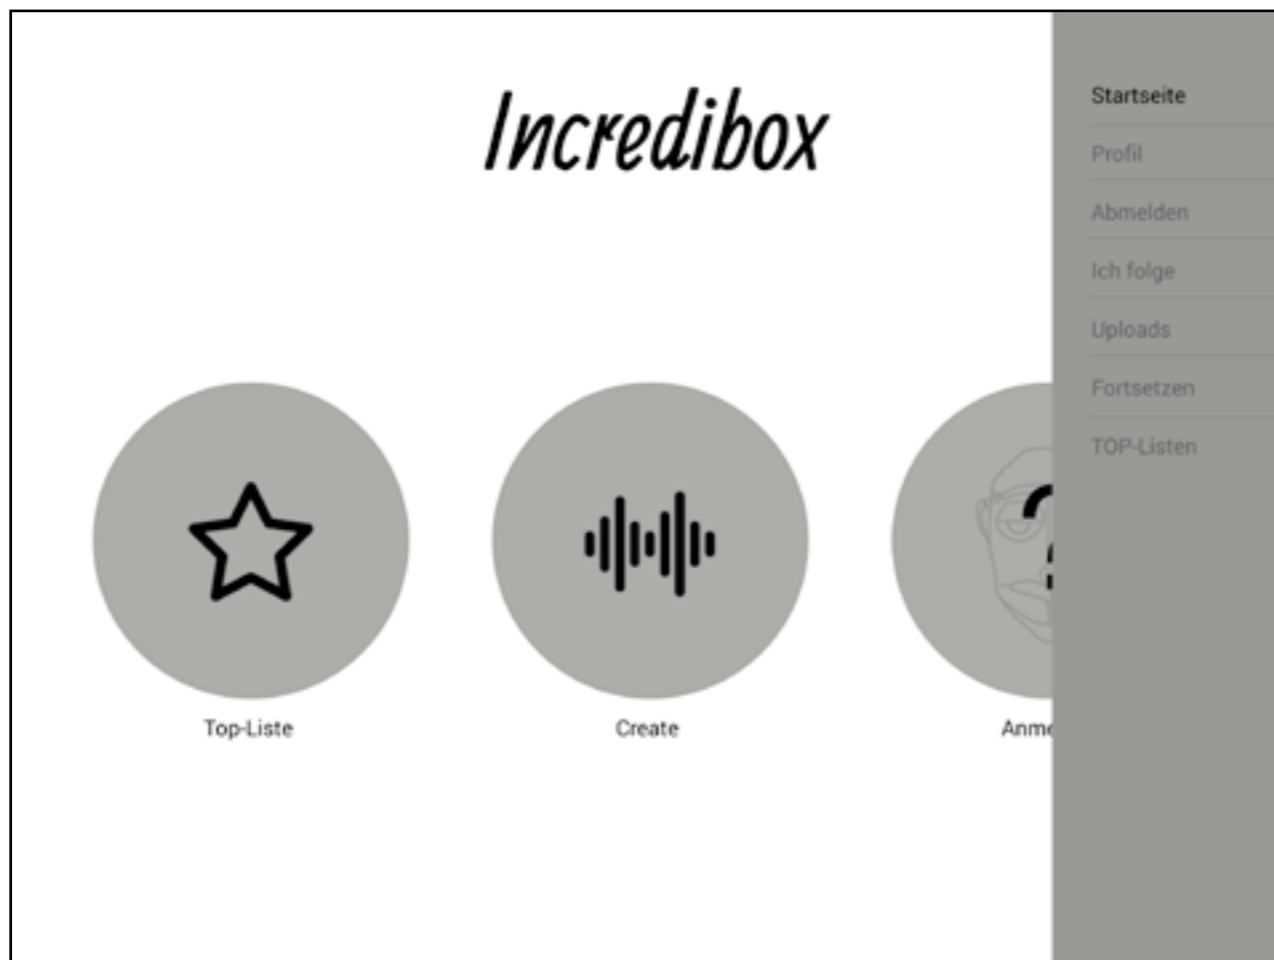 Incredibox
Startseite
Profil
Abmelden
Ich folge
Uploads
Fortsetzen
TOP-Listen
Top-Liste
Create